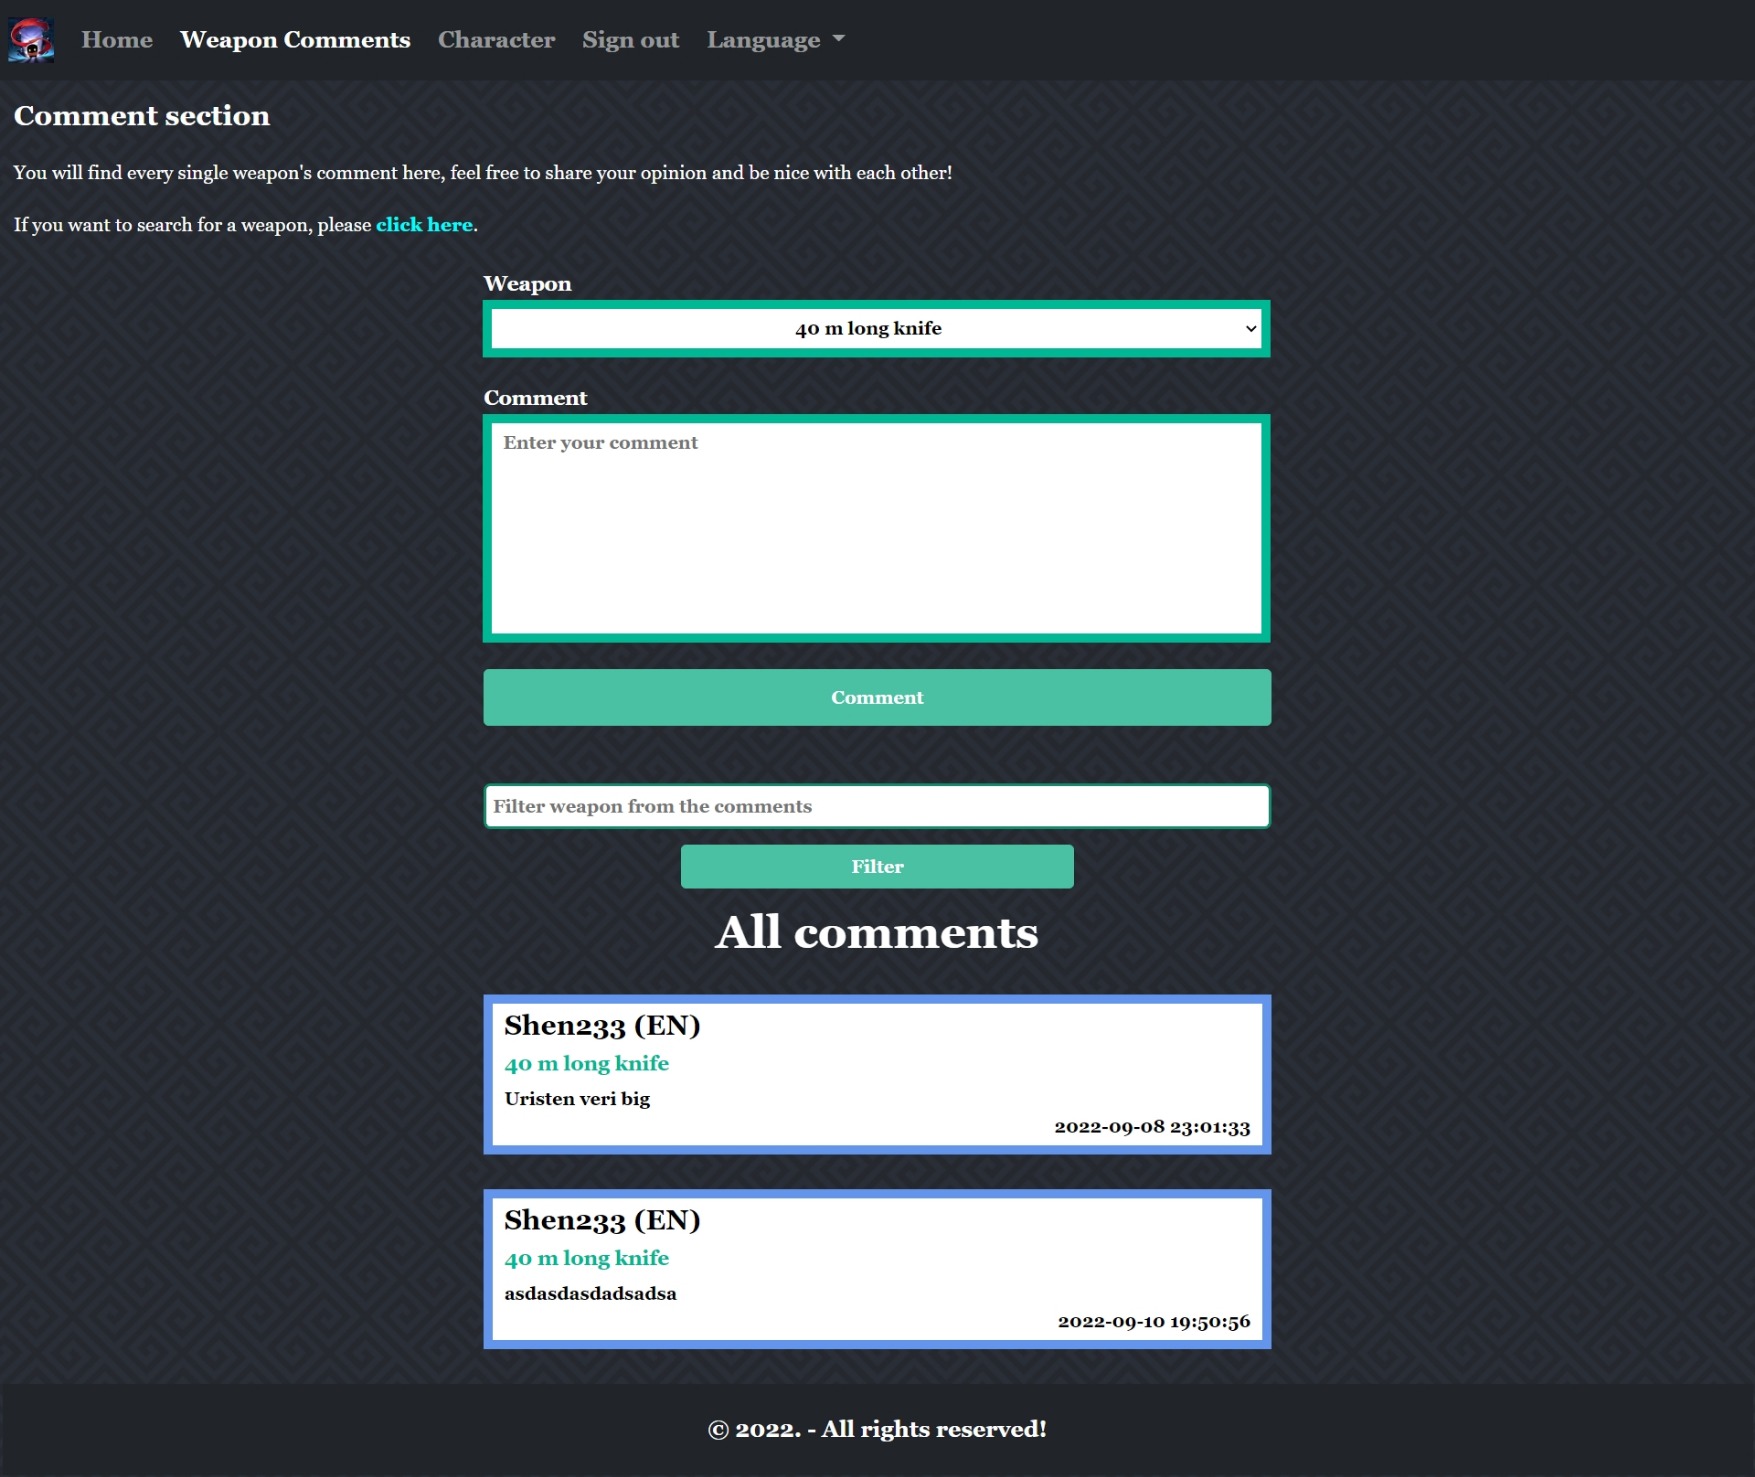 Home Weapon Comments Character Sign out Language
Comment section
You will find every single weapon's comment here, feel free to share your opinion and be nice with each other!
If you want to search for a weapon, please click here.
Weapon
40 m long knife
Comment
Enter your comment
Comment
Filter weapon from the comments
Filter
All comments
Shen233 (EN)
40 m long knife
Uristen veri big
2022-09-08 23:01:33
Shen233 (EN)
40 m long knife
asdasdasdadsadsa
2022-09-10 19:50:56
© 2022. - All rights reserved!